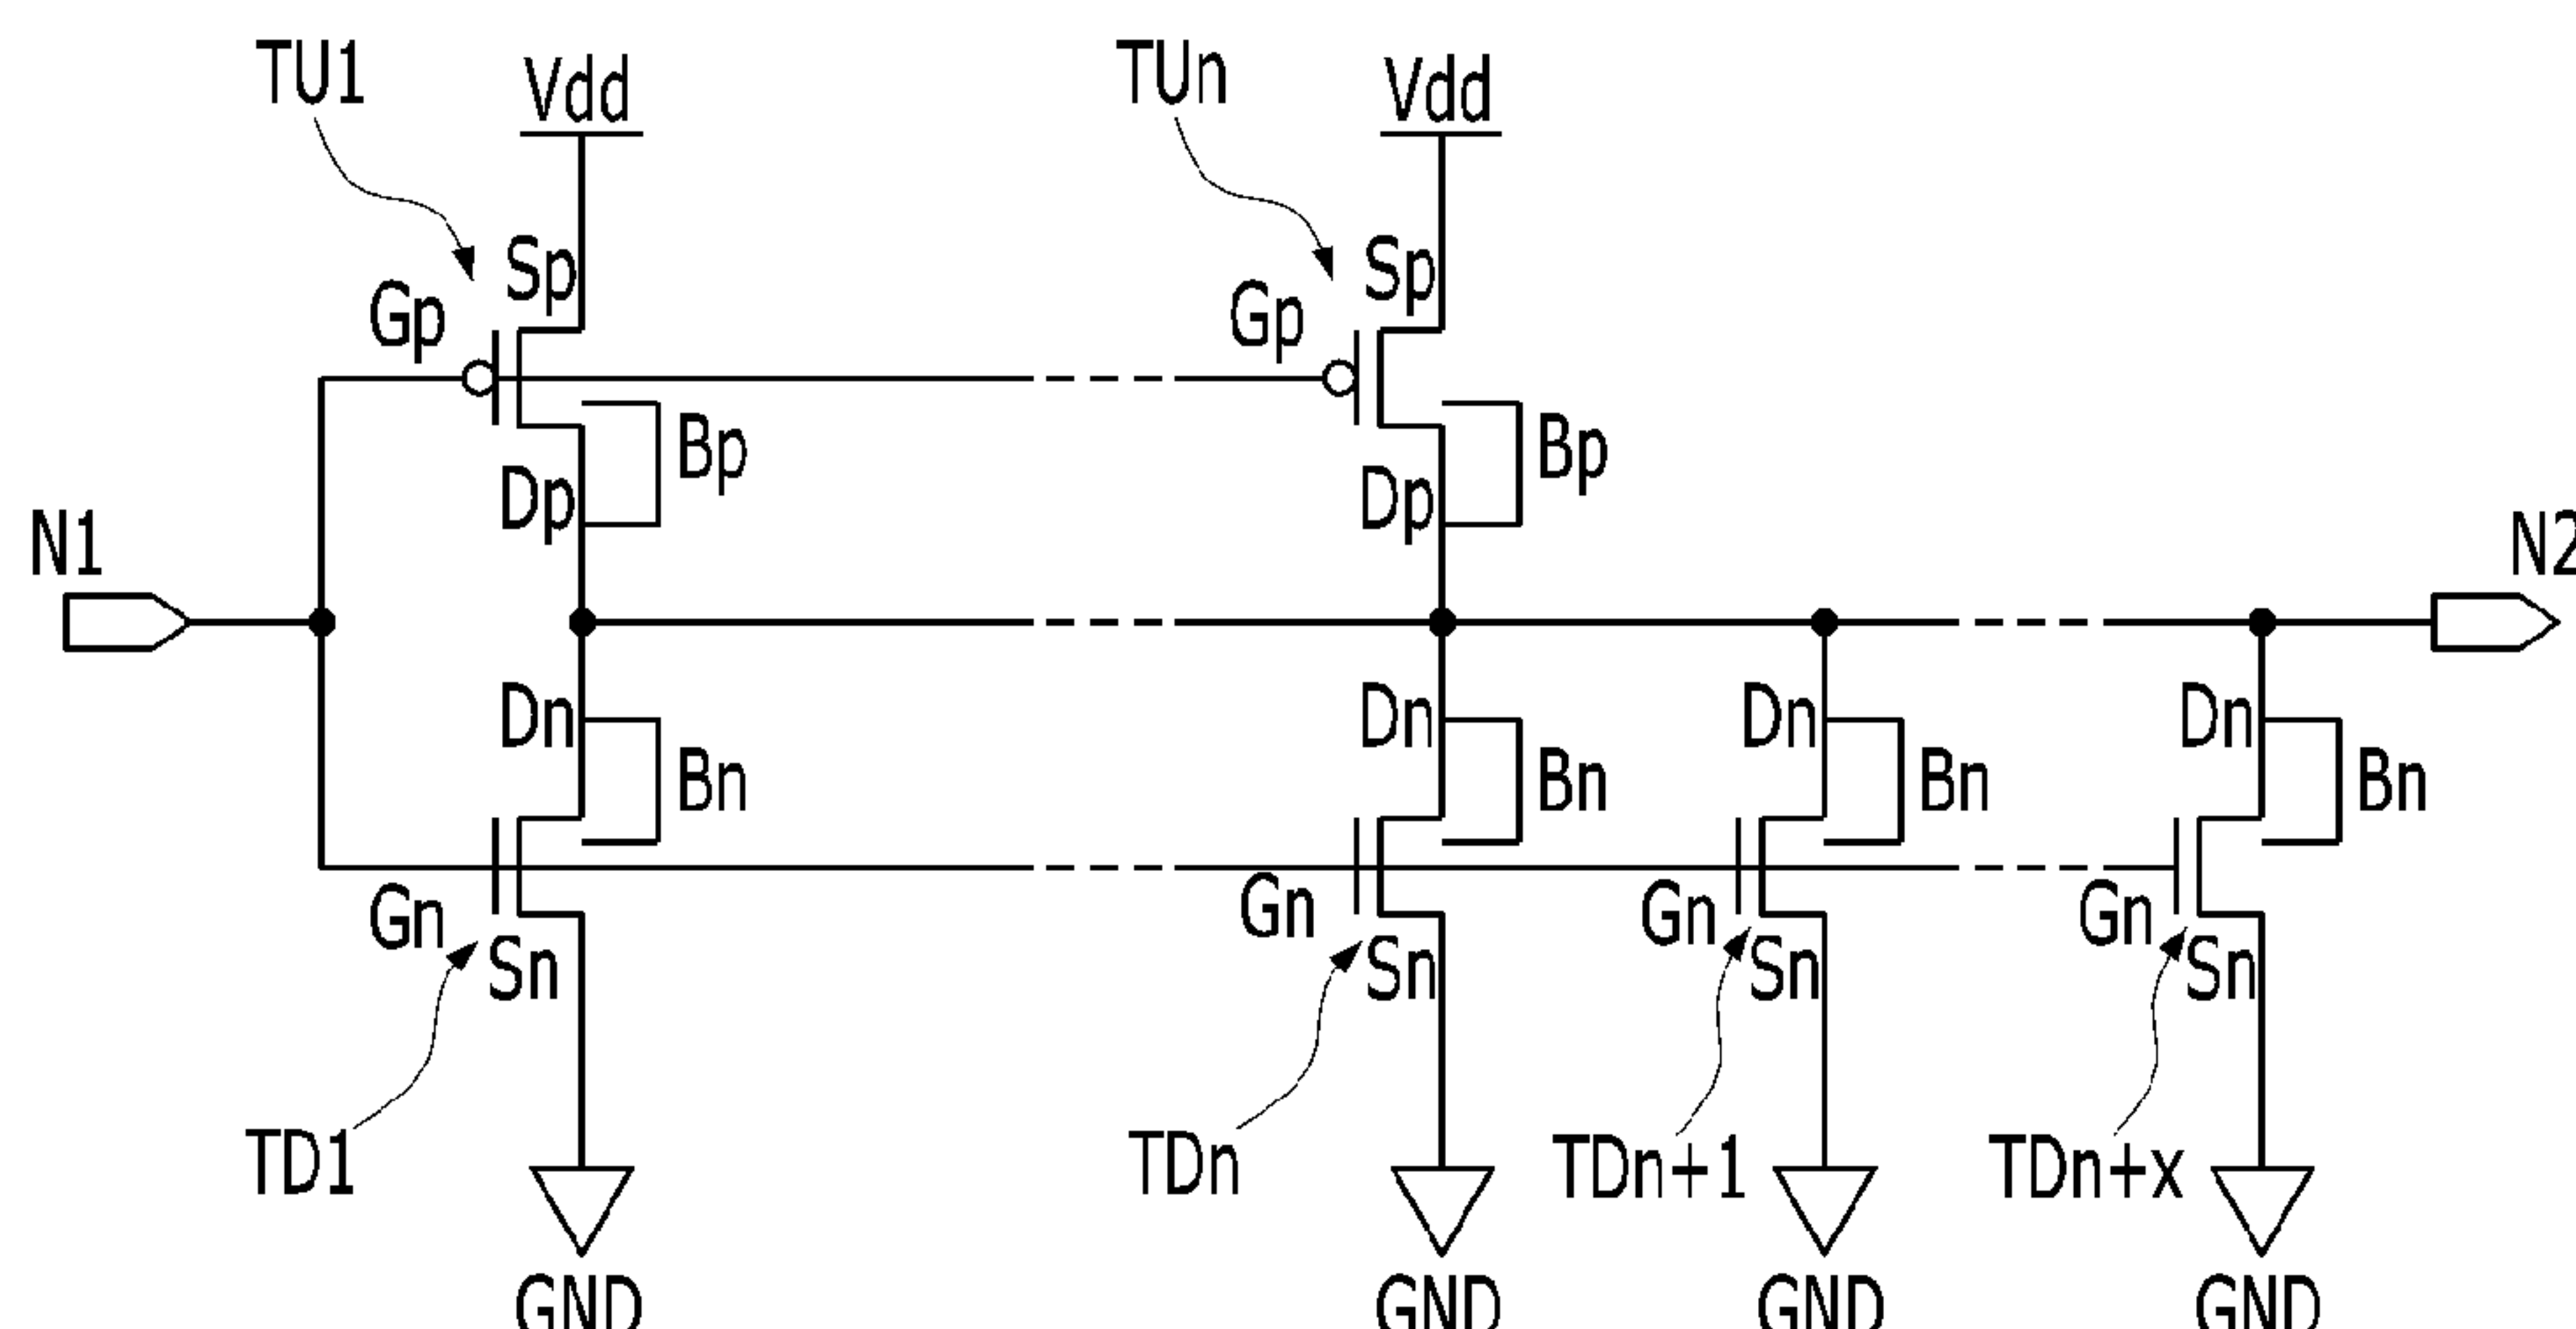 TU1
Vdd
TUn
Vdd
Sp
Sp
Gp
Gp
Bp
Bp
Dp
Dp
N1
N2
Dn
Dn
Dn
Dn
Bn
Bn
Bn
Bn
Gn
Gn
Gn
Gn
Sn
Sn
Sn
Sn
TD1
TDn
TDn+1
TDn+x
GND
GND
GND
GND